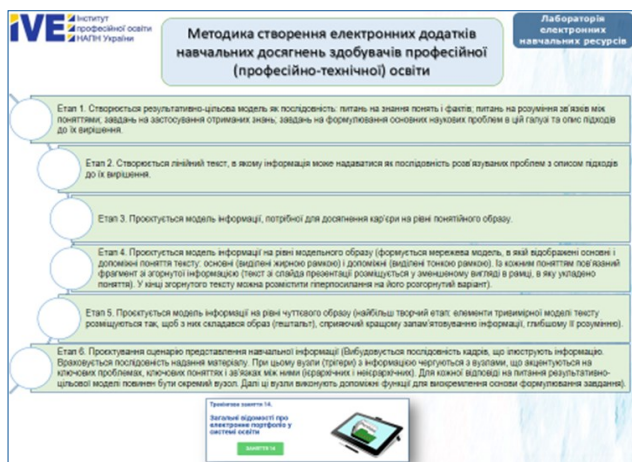 IVE Інститут
професійної освіти
НАПН України
Методика створення електронних додатків
навчальних досягнень здобувачів професійної
(професійно-технічної) освіти
Лабораторія
електронних
навчальних ресурсів
Етап 1. Створюється результативно-цільова модель як послідовність: питань на знання понять і фактів; питань на розуміння зв'язків між
поняттями; завдань на застосування отриманих знань; завдань на формулювання основних наукових проблем в цій галузі та опис підходів
до їх вирішення.
Етап 2. Створюється лінійний текст, в якому інформація може надаватися як послідовність розв'язуваних проблем з описом підходів
до їх вирішення.
Етап 3. Проєктується модель інформації, потрібної для досягнення кар'єри на рівні понятійного образу.
Етап 4. Проєктується модель інформації на рівні модельного образу (формується мережева модель, в якій відображені основні і
допоміжні поняття тексту: основні (виділені жирною рамкою) і допоміжні (виділені тонкою рамкою). Із кожним поняттям пов'язаний
фрагмент зі згорнутої інформацією (текст зі слайда презентації розміщується у зменшеному вигляді в рамці, в яку укладено
поняття). У кінці згорнутого тексту можна розмістити гіперпосилання на його розгорнутий варіант).
Етап 5. Проєктується модель інформації на рівні чуттєвого образу (найбільш творчий етап: елементи тривимірної моделі тексту
розміщуються так, щоб з них складався образ (гештальт), сприяючий кращому запам'ятовуванню інформації, глибшому її розумінню).
Етап 6. Проєктування сценарію представлення навчальної інформації (Вибудовується послідовність кадрів, що ілюструють інформацію.
Враховується послідовність надання матеріалу. При цьому вузли (трігери) з інформацією чергуються з вузлами, що акцентуються на
ключових проблемах, ключових поняттях і зв'язках між ними (ієрархічних і неієрархічних). Для кожної відповіді на питання результативно-
цільової моделі повинен бути окремий вузол. Далі ці вузли виконують допоміжні функції для виокремлення основи формулювання завдання).
заняття 14.
Загальні відомості про
електронне портфоліо у
системі освіти
ЗАНЯТТЯ 14